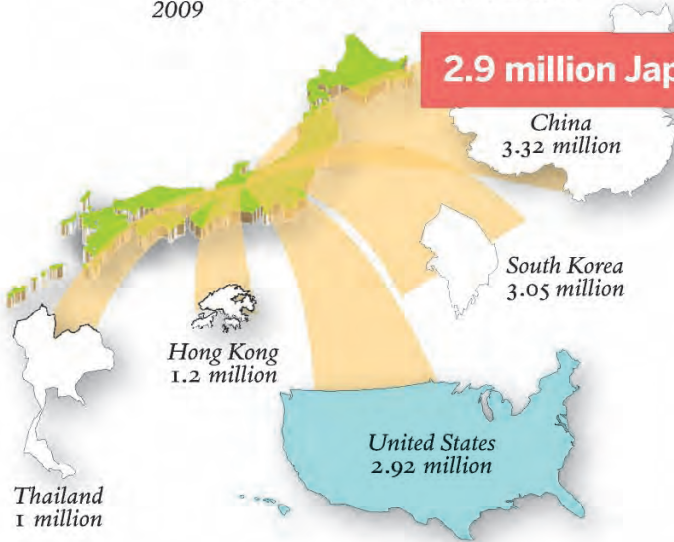 2009
2.9 million Jap
China
3.32 million
South Korea
3.05 million
Hong Kong
1.2 million
United States
2.92 million
Thailand
1 million